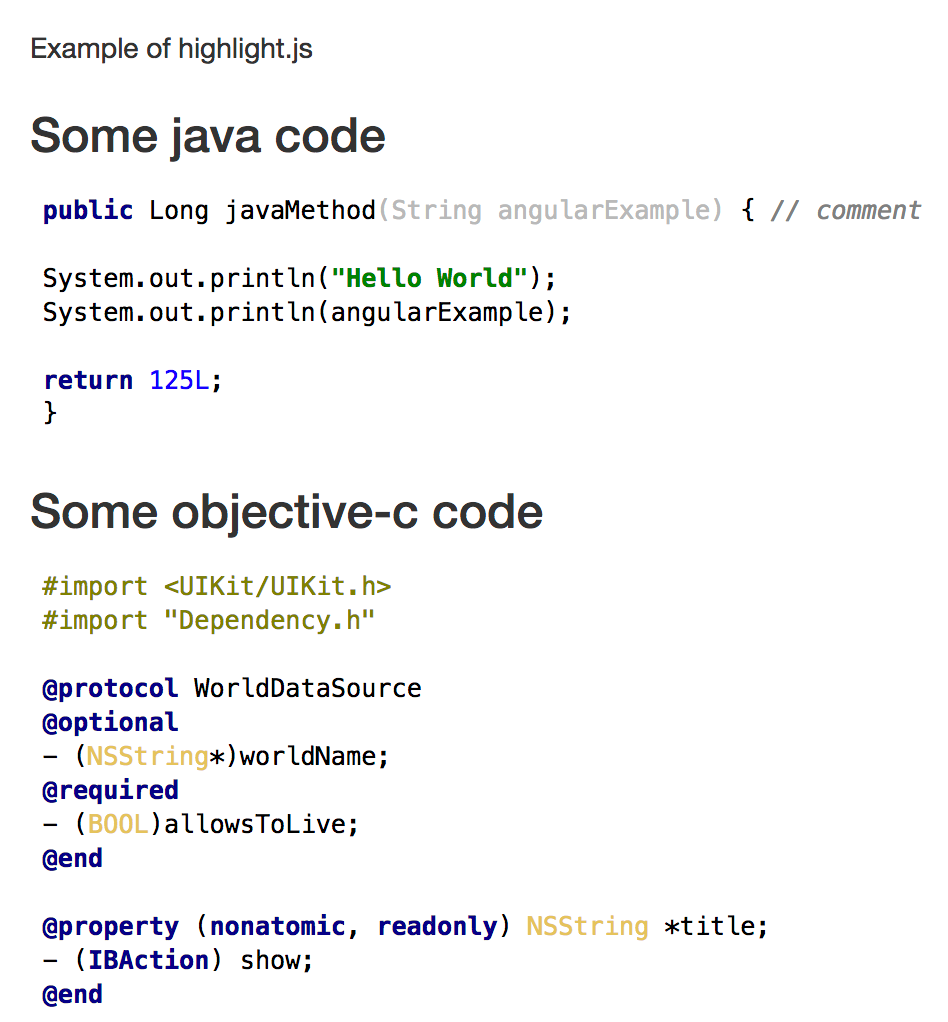 Example of highlight.js
Some java code
public Long javaMethod(String angularExample) { // comment
System.out.println("Hello World");
System.out.println(angularExample);
return 125L;
}
Some objective-c code
#import <UIKit/UIKit.h>
#import "Dependency.h"
@protocol WorldDataSource
@optional
- (NSString*)worldName;
@required
- (BOOL)allowsToLive;
@end
@property (nonatomic, readonly) NSString *title;
- (IBAction) show;
@end